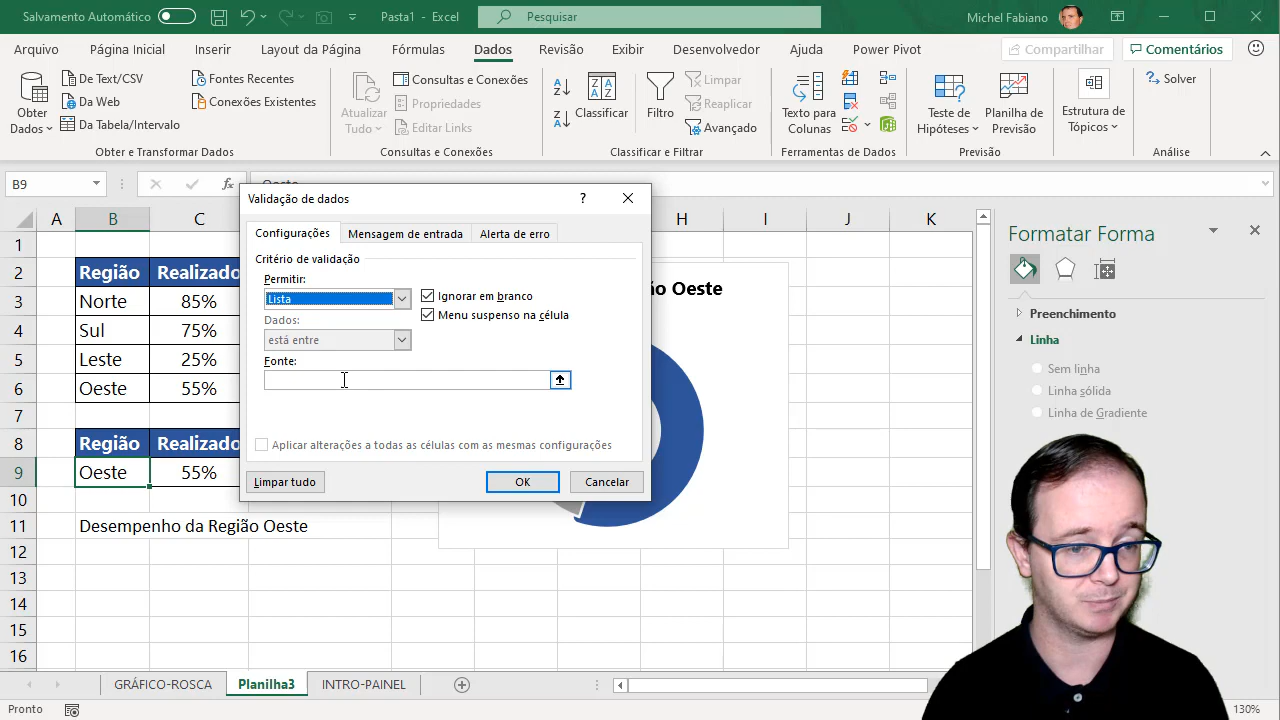 Salvamento Automático
Pasta1 - Excel
Pesquisar
Michel Fabiano
Arquivo Página Inicial Inserir Layout da Página Fórmulas Dados Revisão Exibir Desenvolvedor Ajuda Power Pivot
Compartilhar
Comentários
Obter Dados
De Text/CSV
Da Web
Da Tabela/Intervalo
Fontes Recentes
Conexões Existentes
Obter e Transformar Dados
Atualizar Tudo
Consultas e Conexões
Propriedades
Editar Links
Consultas e Conexões
Classificar
Filtro
Limpar
Reaplicar
Avançado
Classificar e Filtrar
Texto para Colunas
Ferramentas de Dados
Teste de Hipóteses
Planilha de Previsão
Previsão
Estrutura de Tópicos
Solver
Análise
B9
fx
A B C H I J K
1
2 Região Realizado
3 Norte 85%
4 Sul 75%
5 Leste 25%
6 Oeste 55%
7
8 Região Realizado
9 Oeste 55%
10
11 Desempenho da Região Oeste
12
13
14
15
16
ão Oeste
Validação de dados
? ×
Configurações Mensagem de entrada Alerta de erro
Critério de validação
Permitir:
Lista
Ignorar em branco
Dados:
Menu suspenso na célula
está entre
Fonte:
Aplicar alterações a todas as células com as mesmas configurações
Limpar tudo OK Cancelar
Formatar Forma
Preenchimento
Linha
Sem linha
Linha sólida
Linha de Gradiente
GRÁFICO-ROSCA Planilha3 INTRO-PAINEL
Pronto
130%